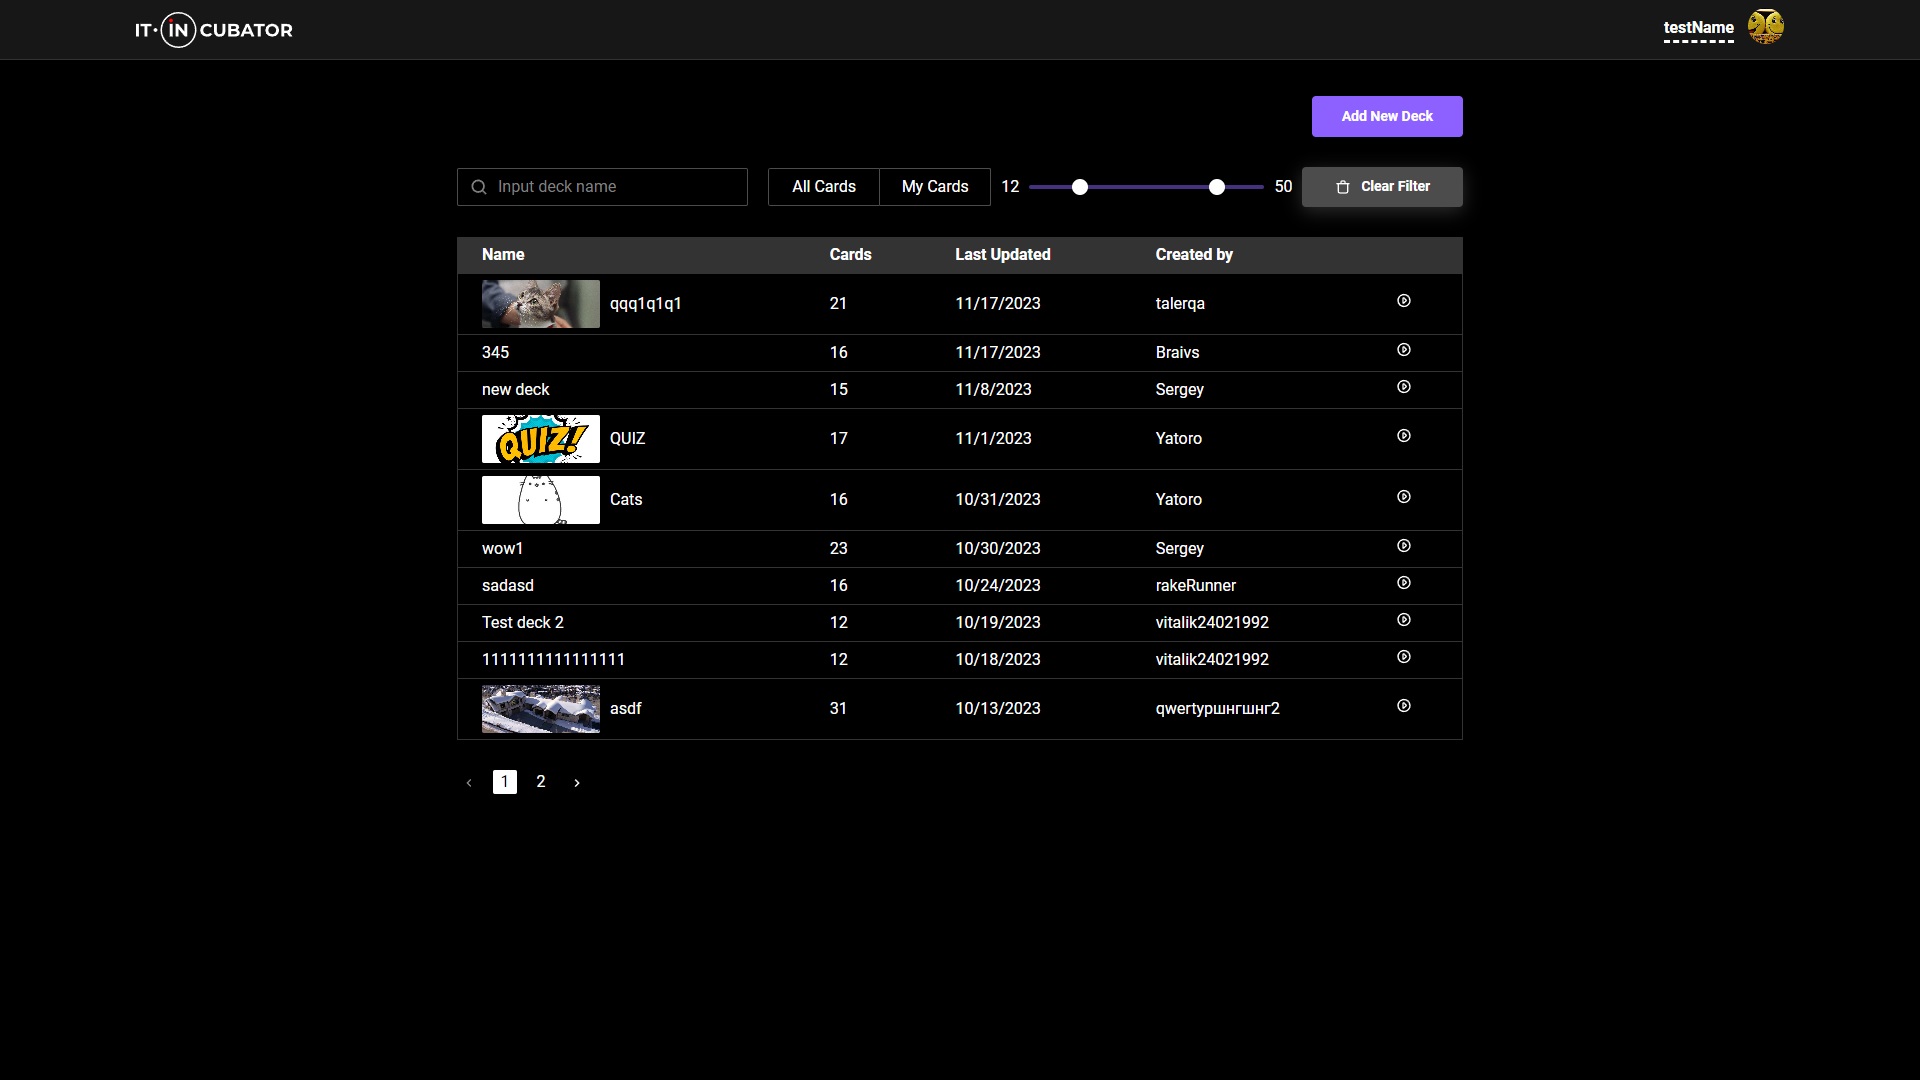 IT·INCUBATOR
testName
Add New Deck
Input deck name
All Cards My Cards 12 50 Clear Filter
Name Cards Last Updated Created by
qqq1q1q1 21 11/17/2023 talerqa
345 16 11/17/2023 Braivs
new deck 15 11/8/2023 Sergey
QUIZ! QUIZ 17 11/1/2023 Yatoro
Cats 16 10/31/2023 Yatoro
wow1 23 10/30/2023 Sergey
sadasd 16 10/24/2023 rakeRunner
Test deck 2 12 10/19/2023 vitalik24021992
1111111111111111 12 10/18/2023 vitalik24021992
asdf 31 10/13/2023 qwertypшнгшнг2
‹ 1 2 ›